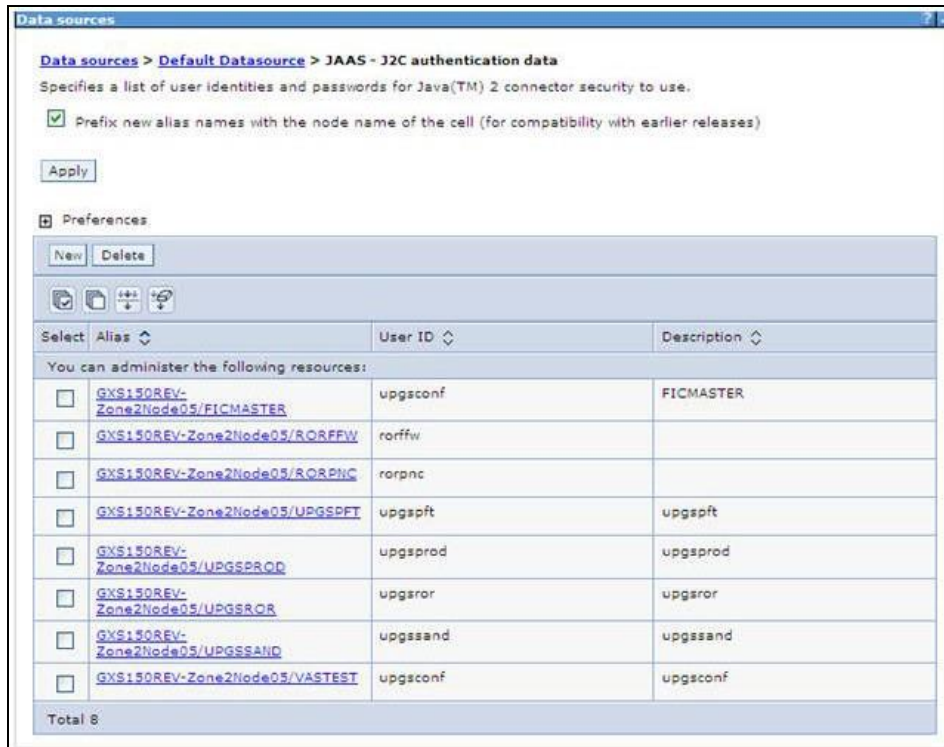 Data sources
?
Data sources > Default Datasource > JAAS - J2C authentication data
Specifies a list of user identities and passwords for Java(TM) 2 connector security to use.
Prefix new alias names with the node name of the cell (for compatibility with earlier releases)
Apply
Preferences
New Delete
Select Alias User ID Description
You can administer the following resources:
GXS150REV- upgsconf FICMASTER
Zone2Node05/FICMASTER
GXS150REV-Zone2Node05/RORFFW rorffw
GXS150REV-Zone2Node05/RORPNC rorpnc
GXS150REV-Zone2Node05/UPGSPFT upgspft upgspft
GXS150REV- upgsprod upgsprod
Zone2Node05/UPGSPROD
GXS150REV- upgsror upgsror
Zone2Node05/UPGSROR
GXS150REV- upgssand upgssand
Zone2Node05/UPGSSAND
GXS150REV-Zone2Node05/VASTEST upgsconf upgsconf
Total 8